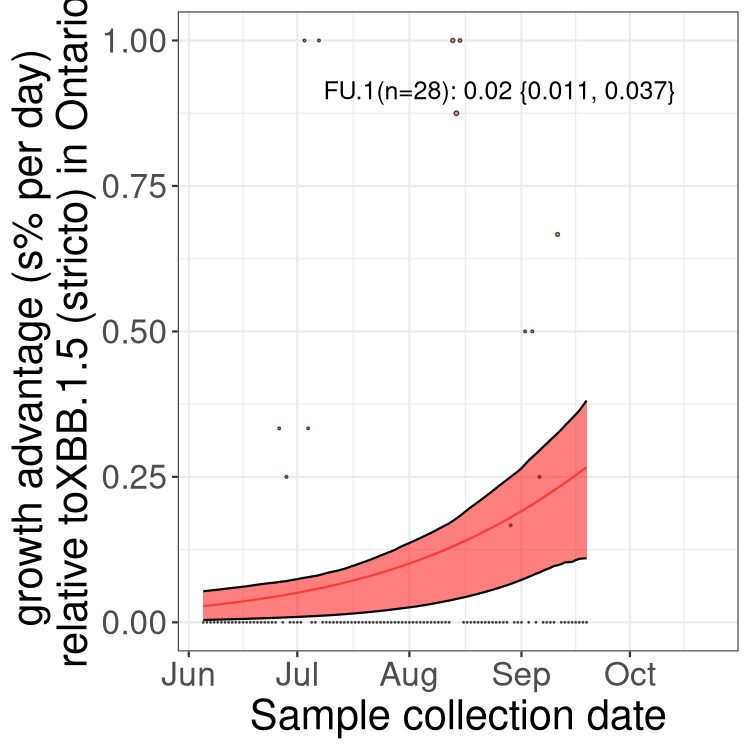 growth advantage (s% per day)
relative toXBB.1.5 (stricto) in Ontario
1.00
0.75
0.50
0.25
0.00
FU.1(n=28): 0.02 {0.011, 0.037}
Jun Jul Aug Sep Oct
Sample collection date